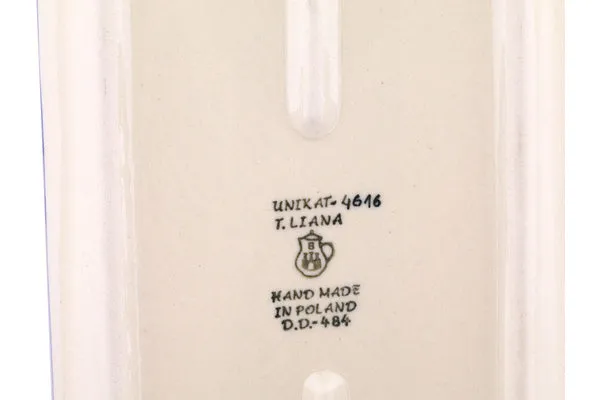 UNIKAT-4616
T. LIANA
B
HAND MADE
IN POLAND
D.D.-484